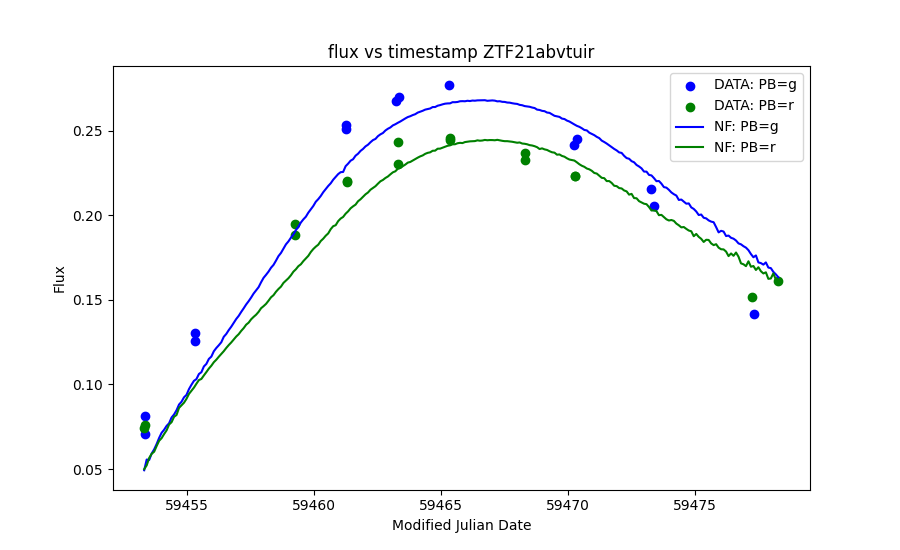 flux vs timestamp ZTF21abvtuir
DATA: PB=g
DATA: PB=r
NF: PB=g
NF: PB=r
Flux
0.25
0.20
0.15
0.10
0.05
59455 59460 59465 59470 59475
Modified Julian Date